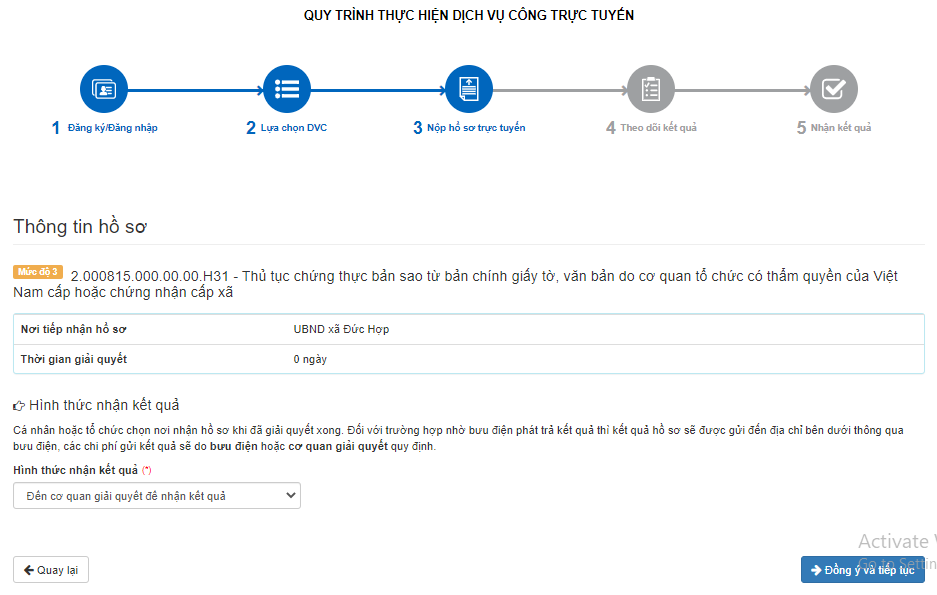 QUY TRÌNH THỰC HIỆN DỊCH VỤ CÔNG TRỰC TUYẾN
1 Đăng ký/Đăng nhập
2 Lựa chọn DVC
3 Nộp hồ sơ trực tuyến
4 Theo dõi kết quả
5 Nhận kết quả
Thông tin hồ sơ
Mức độ 3 2.000815.000.00.00.H31 - Thủ tục chứng thực bản sao từ bản chính giấy tờ, văn bản do cơ quan tổ chức có thẩm quyền của Việt
Nam cấp hoặc chứng nhận cấp xã
Nơi tiếp nhận hồ sơ UBND xã Đức Hợp
Thời gian giải quyết 0 ngày
Hình thức nhận kết quả
Cá nhân hoặc tổ chức chọn nơi nhận hồ sơ khi đã giải quyết xong. Đối với trường hợp nhờ bưu điện phát trả kết quả thì kết quả hồ sơ sẽ được gửi đến địa chỉ bên dưới thông qua
bưu điện, các chi phí gửi kết quả sẽ do bưu điện hoặc cơ quan giải quyết quy định.
Hình thức nhận kết quả (*)
Đến cơ quan giải quyết để nhận kết quả
Activate
Go to Settin
Quay lại
Đồng ý và tiếp tục